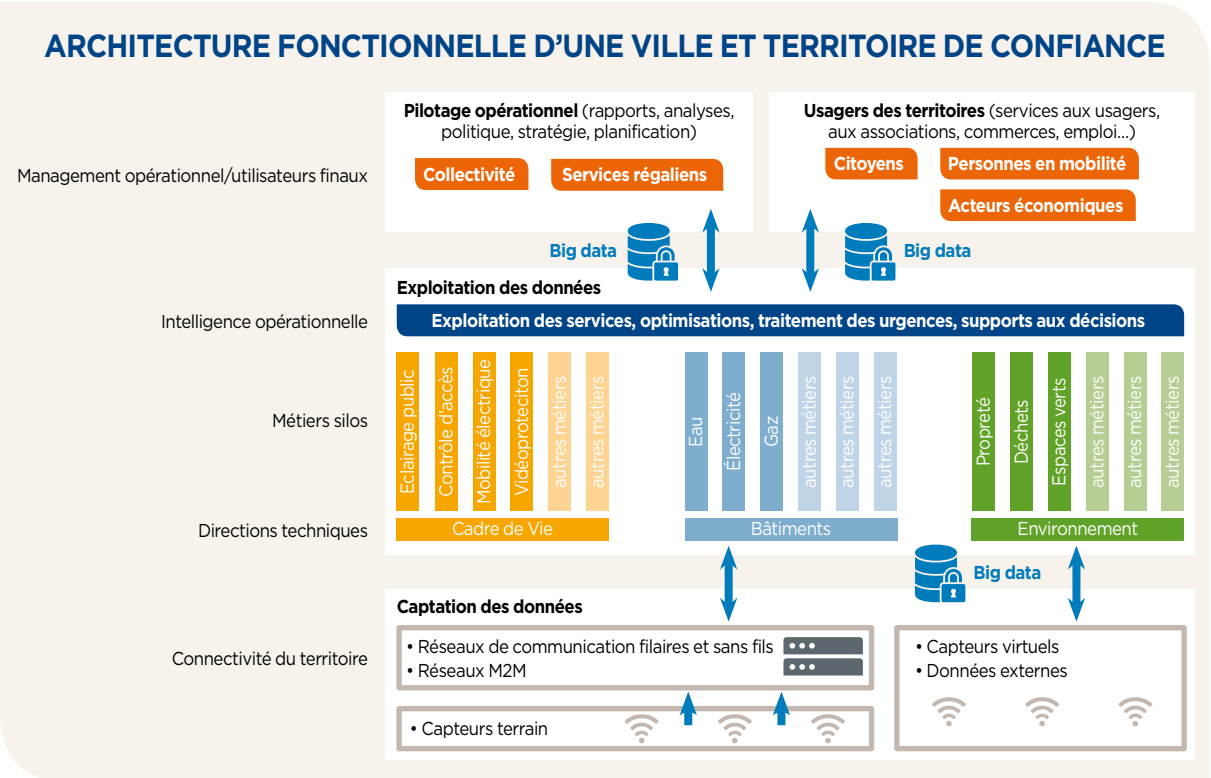 ARCHITECTURE FONCTIONNELLE D'UNE VILLE ET TERRITOIRE DE CONFIANCE
Management opérationnel/utilisateurs finaux
Pilotage opérationnel (rapports, analyses,
politique, stratégie, planification)
Collectivité
Services régaliens
Usagers des territoires (services aux usagers,
aux associations, commerces, emploi...)
Citoyens
Personnes en mobilité
Acteurs économiques
Big data
Big data
Exploitation des données
Intelligence opérationnelle
Exploitation des services, optimisations, traitement des urgences, supports aux décisions
Métiers silos
Eclairage public
Contrôle d'accès
Mobilité électrique
Vidéoproteciton
autres métiers
autres métiers
Eau
Électricité
Gaz
autres métiers
autres métiers
autres métiers
Propreté
Déchets
Espaces verts
autres métiers
autres métiers
autres métiers
Directions techniques
Cadre de Vie
Bâtiments
Environnement
Big data
Captation des données
Connectivité du territoire
• Réseaux de communication filaires et sans fils
• Réseaux M2M
• Capteurs terrain
• Capteurs virtuels
• Données externes